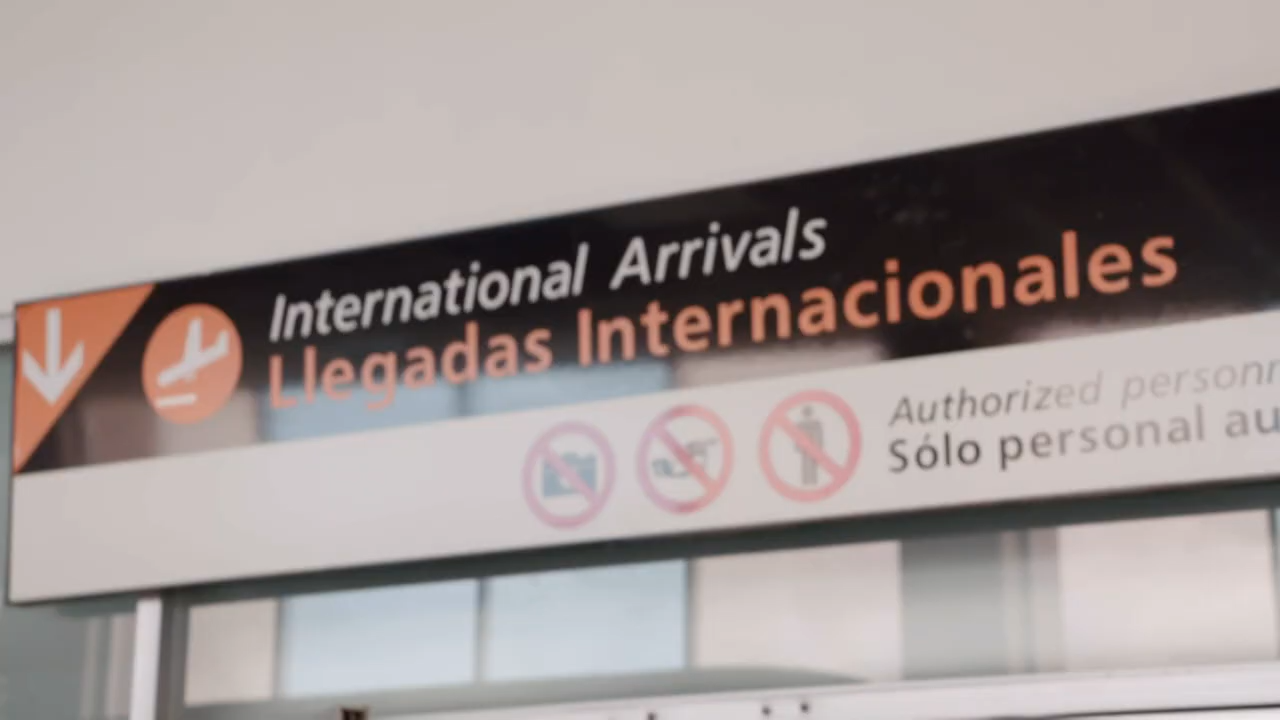 International Arrivals
Llegadas Internacionales
Authorized
Sólo personal